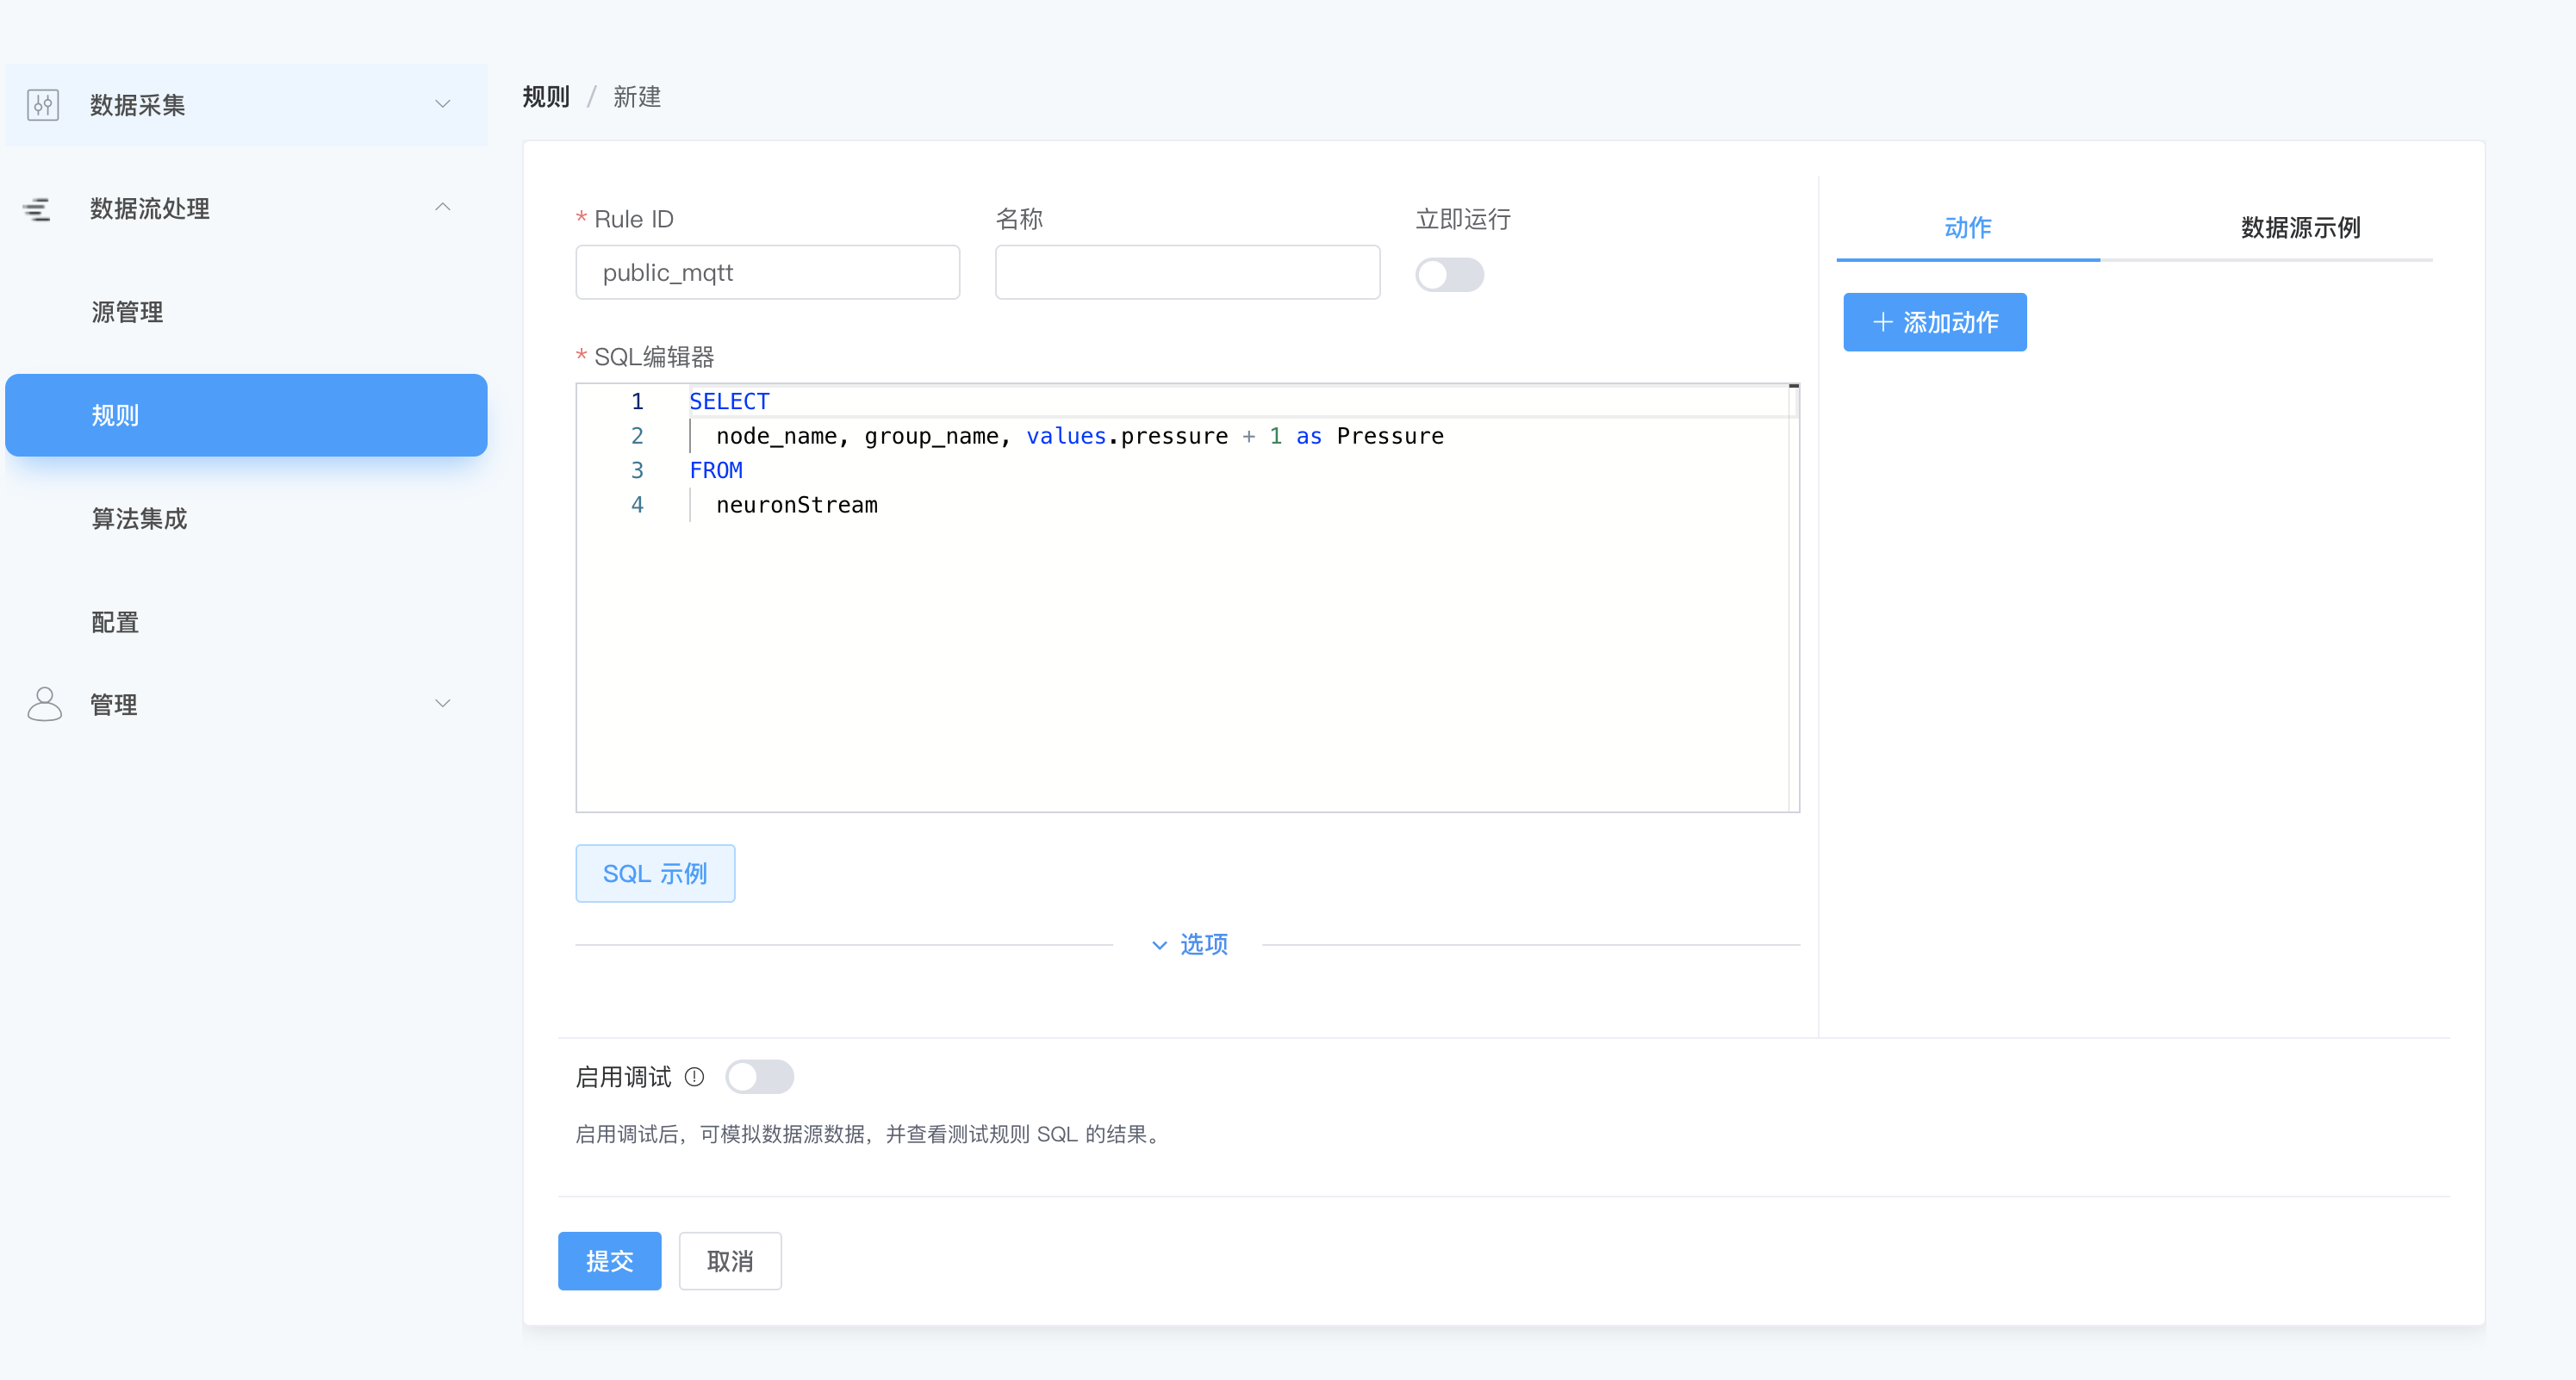 数据采集
数据流处理
源管理
规则
算法集成
配置
管理
规则 / 新建
* Rule ID
名称
立即运行
public_mqtt
* SQL编辑器
1 SELECT
2 node_name, group_name, values.pressure + 1 as Pressure
3 FROM
4 neuronStream
SQL 示例
选项
动作
数据源示例
+ 添加动作
启用调试
启用调试后，可模拟数据源数据，并查看测试规则 SQL 的结果。
提交
取消